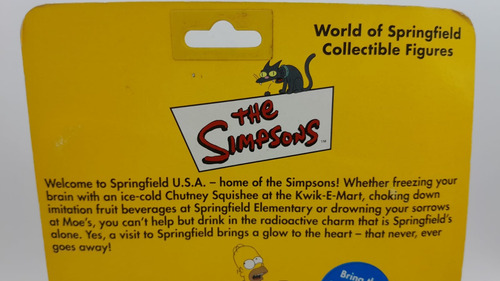 World of Springfield
Collectible Figures
THE
SIMPSONS
TM
Welcome to Springfield U.S.A. – home of the Simpsons! Whether freezing your
brain with an ice-cold Chutney Squishee at the Kwik-E-Mart, choking down
imitation fruit beverages at Springfield Elementary or drowning your sorrows
at Moe's, you can't help but drink in the radioactive charm that is Springfield's
alone. Yes, a visit to Springfield brings a glow to the heart – that never, ever
goes away!
Bring